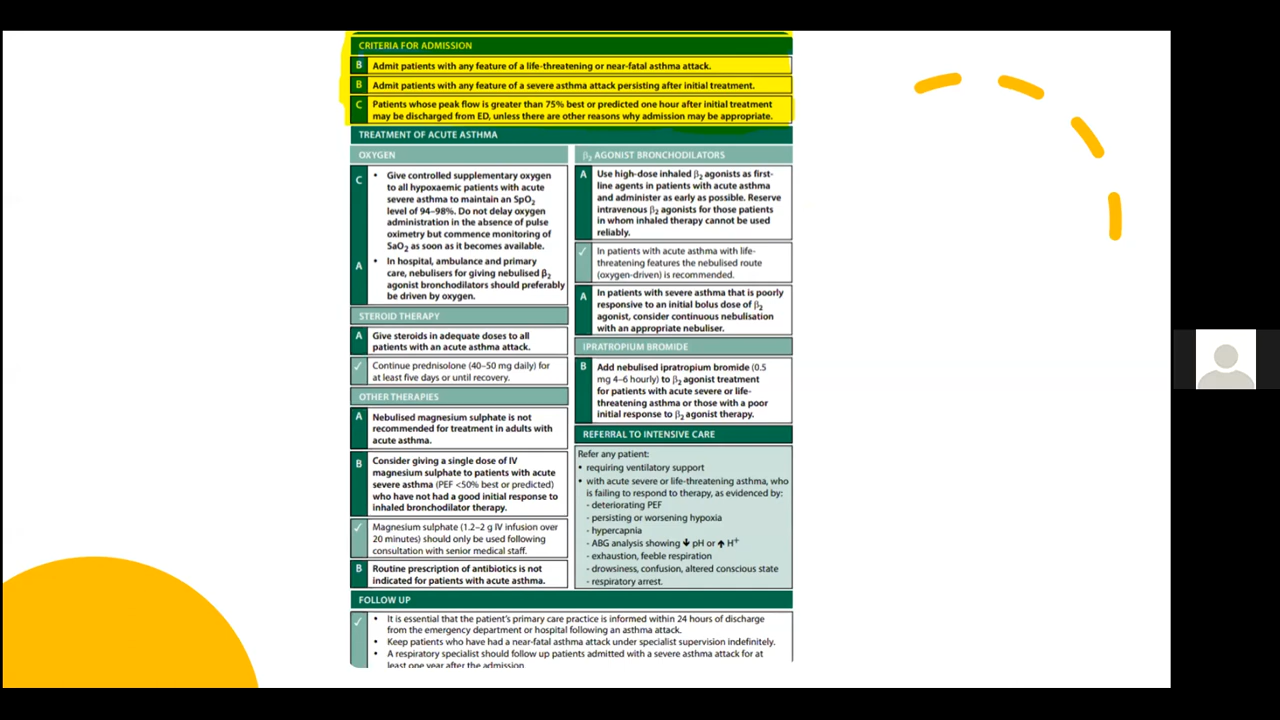 CRITERIA FOR ADMISSION
B Admit patients with any feature of a life-threatening or near-fatal asthma attack.
B Admit patients with any feature of a severe asthma attack persisting after initial treatment.
C Patients whose peak flow is greater than 75% best or predicted one hour after initial treatment
may be discharged from ED, unless there are other reasons why admission may be appropriate.
TREATMENT OF ACUTE ASTHMA
OXYGEN
C • Give controlled supplementary oxygen
to all hypoxaemic patients with acute
severe asthma to maintain an SpO₂
level of 94–98%. Do not delay oxygen
administration in the absence of pulse
oximetry but commence monitoring of
SaO₂ as soon as it becomes available.
A • In hospital, ambulance and primary
care, nebulisers for giving nebulised β₂
agonist bronchodilators should preferably
be driven by oxygen.
STEROID THERAPY
A Give steroids in adequate doses to all
patients with an acute asthma attack.
✓ Continue prednisolone (40–50 mg daily) for
at least five days or until recovery.
OTHER THERAPIES
A Nebulised magnesium sulphate is not
recommended for treatment in adults with
acute asthma.
B Consider giving a single dose of IV
magnesium sulphate to patients with acute
severe asthma (PEF <50% best or predicted)
who have not had a good initial response to
inhaled bronchodilator therapy.
✓ Magnesium sulphate (1.2–2 g IV infusion over
20 minutes) should only be used following
consultation with senior medical staff.
B Routine prescription of antibiotics is not
indicated for patients with acute asthma.
β₂ AGONIST BRONCHODILATORS
A Use high-dose inhaled β₂ agonists as first-
line agents in patients with acute asthma
and administer as early as possible. Reserve
intravenous β₂ agonists for those patients
in whom inhaled therapy cannot be used
reliably.
✓ In patients with acute asthma with life-
threatening features the nebulised route
(oxygen-driven) is recommended.
A In patients with severe asthma that is poorly
responsive to an initial bolus dose of β₂
agonist, consider continuous nebulisation
with an appropriate nebuliser.
IPRATROPIUM BROMIDE
B Add nebulised ipratropium bromide (0.5
mg 4–6 hourly) to β₂ agonist treatment
for patients with acute severe or life-
threatening asthma or those with a poor
initial response to β₂ agonist therapy.
REFERRAL TO INTENSIVE CARE
Refer any patient:
• requiring ventilatory support
• with acute severe or life-threatening asthma, who
is failing to respond to therapy, as evidenced by:
- deteriorating PEF
- persisting or worsening hypoxia
- hypercapnia
- ABG analysis showing ↓ pH or ↑ H⁺
- exhaustion, feeble respiration
- drowsiness, confusion, altered conscious state
- respiratory arrest.
FOLLOW UP
✓ • It is essential that the patient's primary care practice is informed within 24 hours of discharge
from the emergency department or hospital following an asthma attack.
• Keep patients who have had a near-fatal asthma attack under specialist supervision indefinitely.
• A respiratory specialist should follow up patients admitted with a severe asthma attack for at
least one year after the admission